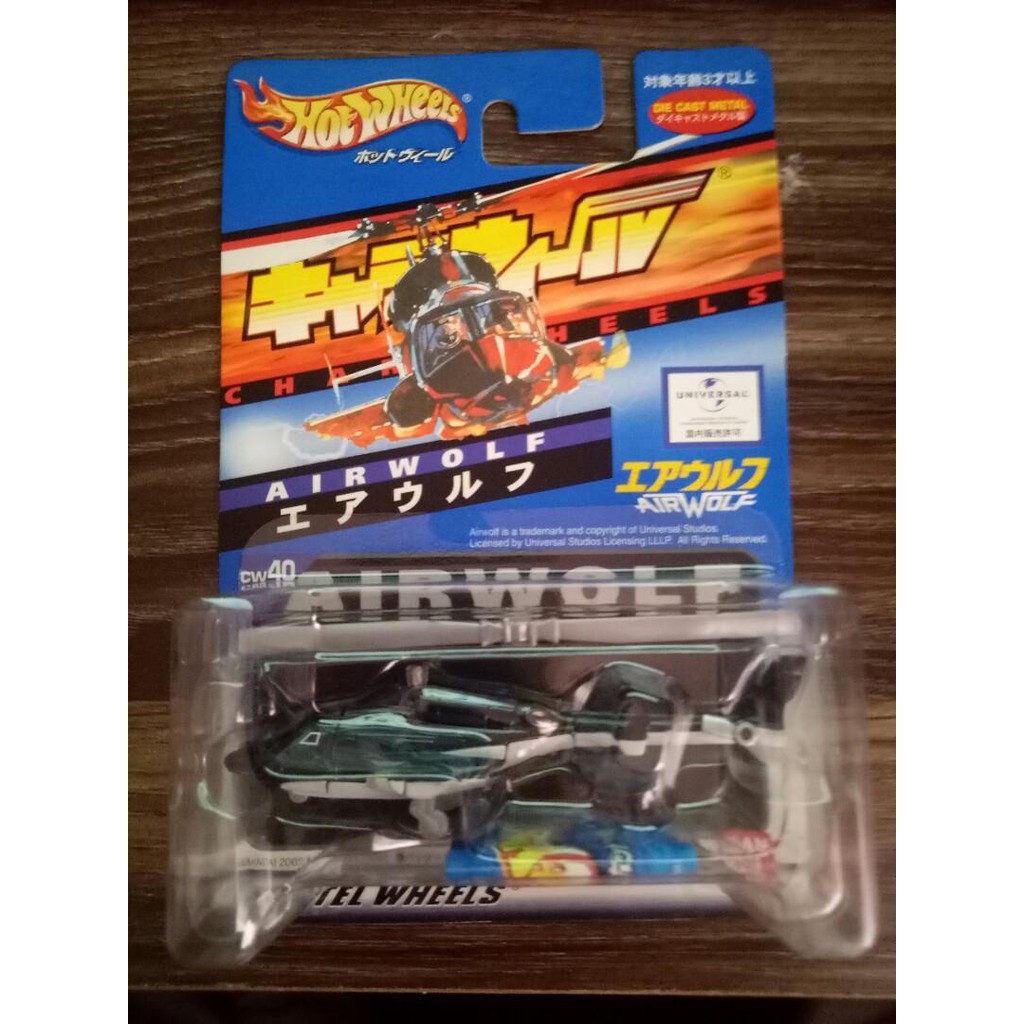 HOT WHEELS®
ホットウィール
対象年齢3才以上
DIE CAST METAL
ダイキャストメタル製
キャラウィール®
CHARAWHEELS
UNIVERSAL
国内販売許可
AIRWOLF
エアウルフ
エアウルフ
AIRWOLF
Airwolf is a trademark and copyright of Universal Studios.
Licensed by Universal Studios Licensing LLLP. All Rights Reserved.
CW40
AIRWOLF
TEL WHEELS